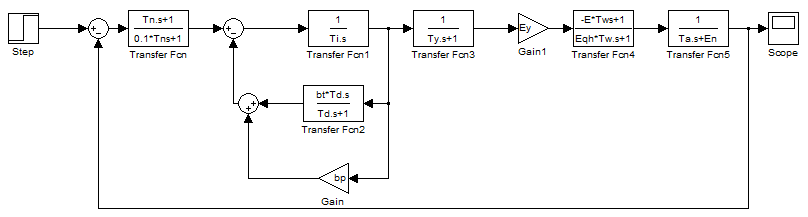 Step
Tn.s+1
0.1*Tns+1
Transfer Fcn
1
Ti.s
Transfer Fcn1
1
Ty.s+1
Transfer Fcn3
Ey
Gain1
-E*Tws+1
Eqh*Tw.s+1
Transfer Fcn4
1
Ta.s+En
Transfer Fcn5
Scope
bt*Td.s
Td.s+1
Transfer Fcn2
bp
Gain